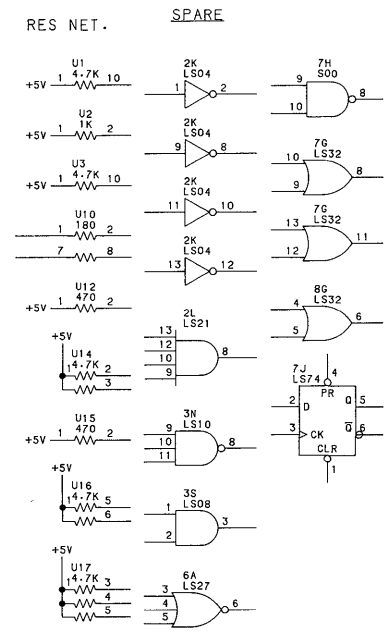 RES NET.
SPARE
U1
4.7K
+5V 1 10
U2
1K
+5V 1 2
U3
4.7K
+5V 1 10
U10
180
1 2
7 8
U12
470
+5V 1 2
+5V
U14
1 4.7K 2
3
U15
470
+5V 1 2
+5V
U16
1 4.7K 5
6
+5V
U17
1 4.7K 3
4
5
2K
LS04
1 2
2K
LS04
9 8
2K
LS04
11 10
2K
LS04
13 12
2L
LS21
13
12
10
9
8
3N
LS10
9
10
11
8
3S
LS08
1
2
3
6A
LS27
3
4
5
6
7H
S00
9
10
8
7G
LS32
10
9
8
7G
LS32
13
12
11
8G
LS32
4
5
6
7J
LS74
4
PR
2 D Q 5
3 CK Q 6
CLR
1